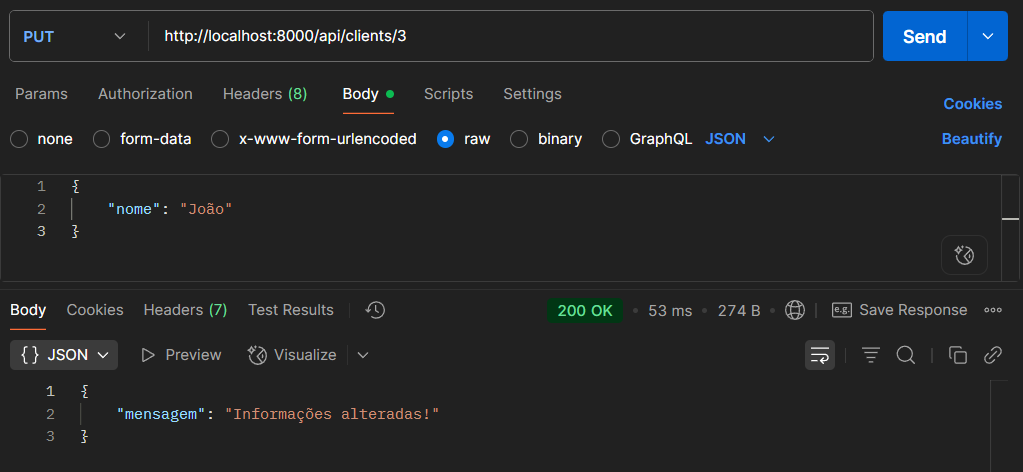 PUT http://localhost:8000/api/clients/3 Send
Params Authorization Headers (8) Body Scripts Settings Cookies
none form-data x-www-form-urlencoded raw binary GraphQL JSON Beautify
1 {
2 "nome": "João"
3 }
Body Cookies Headers (7) Test Results 200 OK • 53 ms • 274 B • e.g. Save Response
{} JSON Preview Visualize
1 {
2 "mensagem": "Informações alteradas!"
3 }